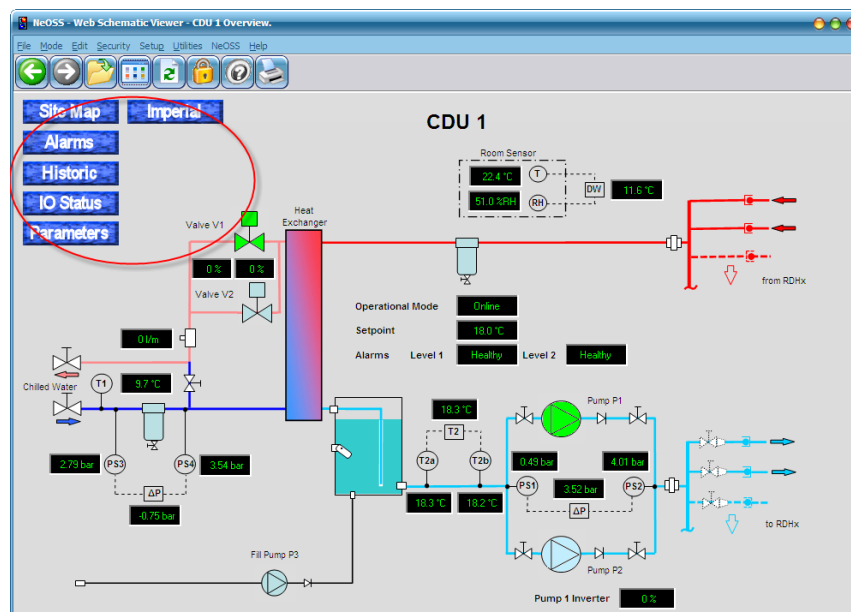 NeOSS - Web Schematic Viewer - CDU 1 Overview.
File Mode Edit Security Setup Utilities NeOSS Help
Site Map Imperial
Alarms
Historic
IO Status
Parameters
CDU 1
Room Sensor
22.4 °C T
51.0 %RH RH
DW 11.6 °C
Valve V1
Heat
Exchanger
0 % 0 %
Valve V2
from RDHx
Operational Mode Online
Setpoint 18.0 °C
Alarms Level 1 Healthy Level 2 Healthy
0 l/m
Chilled Water
T1 9.7 °C
2.79 bar PS3 PS4 3.54 bar
ΔP
-0.75 bar
18.3 °C
T2
T2a T2b
18.3 °C 18.2 °C
Pump P1
0.49 bar 4.01 bar
PS1 3.52 bar PS2
ΔP
to RDHx
Fill Pump P3
Pump P2
Pump 1 Inverter 0 %